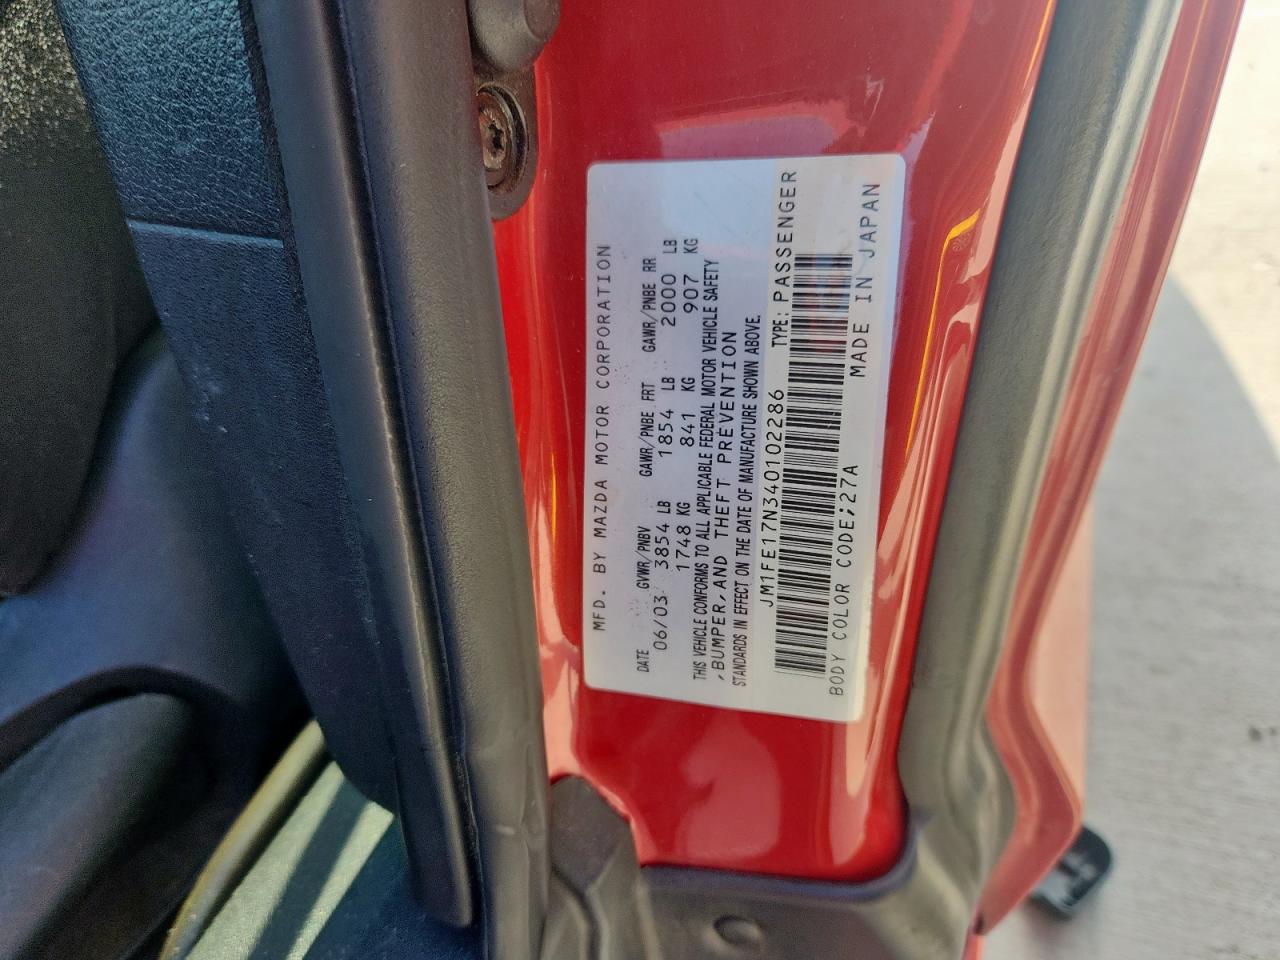 MFD. BY MAZDA MOTOR CORPORATION
DATE GVWR/PNBV GAWR/PNBE FRT GAWR/PNBE RR
06/03 3854 LB 1854 LB 2000 LB
1748 KG 841 KG 907 KG
THIS VEHICLE CONFORMS TO ALL APPLICABLE FEDERAL MOTOR VEHICLE SAFETY
,BUMPER,AND THEFT PREVENTION
STANDARDS IN EFFECT ON THE DATE OF MANUFACTURE SHOWN ABOVE.
JM1FE17N340102286 TYPE: PASSENGER
BODY COLOR CODE;27A MADE IN JAPAN